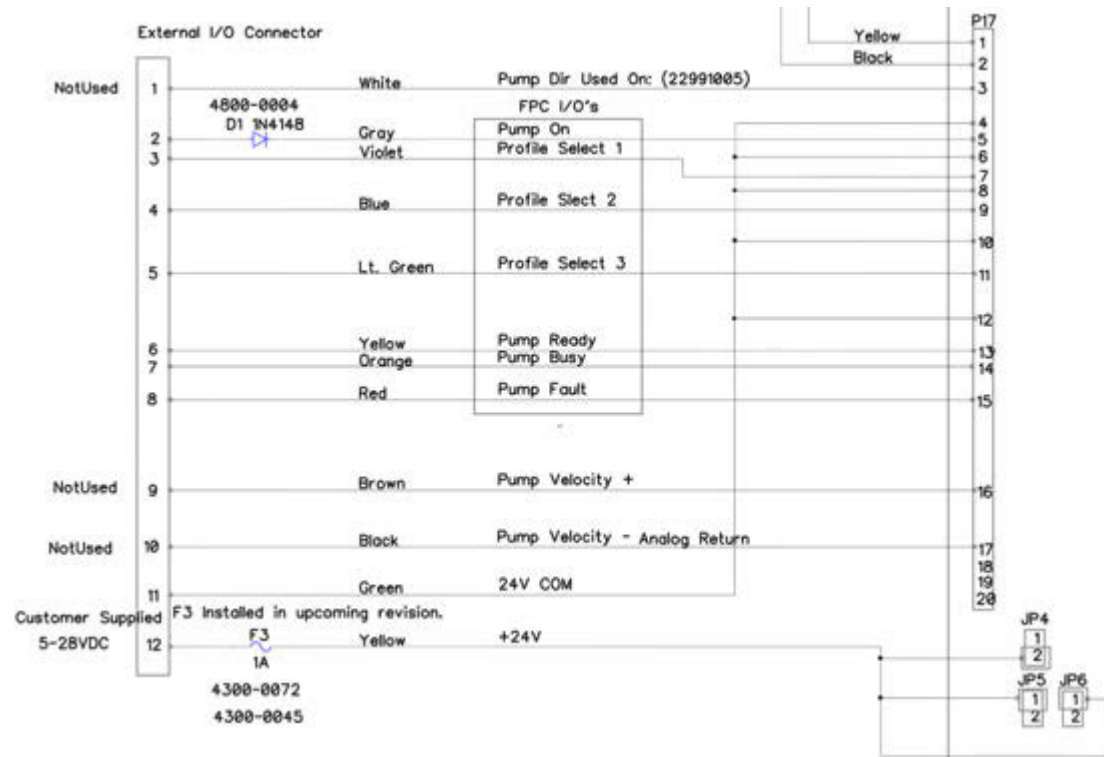 External I/O Connector
P17
Yellow 1
Black 2
NotUsed 1 White Pump Dir Used On: (22991005) 3
4800-0004 FPC I/O's
D1 1N4148
4
2 Gray Pump On 5
3 Violet Profile Select 1 6
7
8
4 Blue Profile Slect 2 9
10
5 Lt. Green Profile Select 3 11
12
6 Yellow Pump Ready 13
7 Orange Pump Busy 14
8 Red Pump Fault 15
NotUsed 9 Brown Pump Velocity + 16
NotUsed 10 Black Pump Velocity - Analog Return 17
18
19
20
11 Green 24V COM
Customer Supplied F3 Installed in upcoming revision.
5-28VDC 12 F3 Yellow +24V
1A
4300-0072
4300-0045
JP4
1
2
JP5 JP6
1 1
2 2